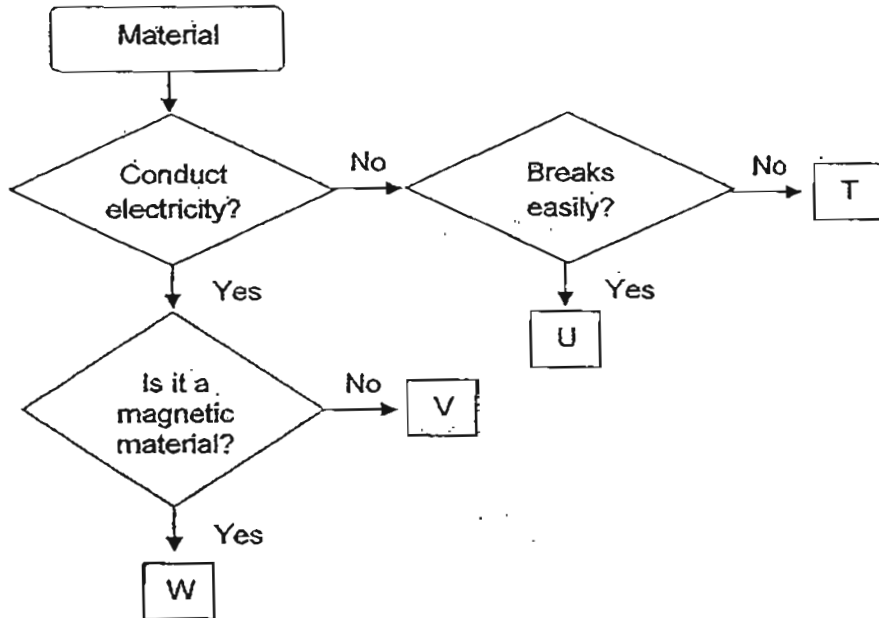 Material
Conduct
electricity?
No
Breaks
easily?
No
T
Yes
Yes
U
Is it a
magnetic
material?
No
V
Yes
W